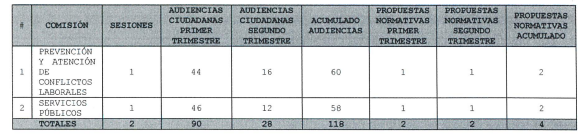 # COMISIÓN SESIONES AUDIENCIAS CIUDADANAS PRIMER TRIMESTRE AUDIENCIAS CIUDADANAS SEGUNDO TRIMESTRE ACUMULADO AUDIENCIAS PROPUESTAS NORMATIVAS PRIMER TRIMESTRE PROPUESTAS NORMATIVAS SEGUNDO TRIMESTRE PROPUESTAS NORMATIVAS ACUMULADO
1 PREVENCIÓN Y ATENCIÓN DE CONFLICTOS LABORALES 1 44 16 60 1 1 2
2 SERVICIOS PÚBLICOS 1 46 12 58 1 1 2
TOTALES 2 90 28 118 2 2 4